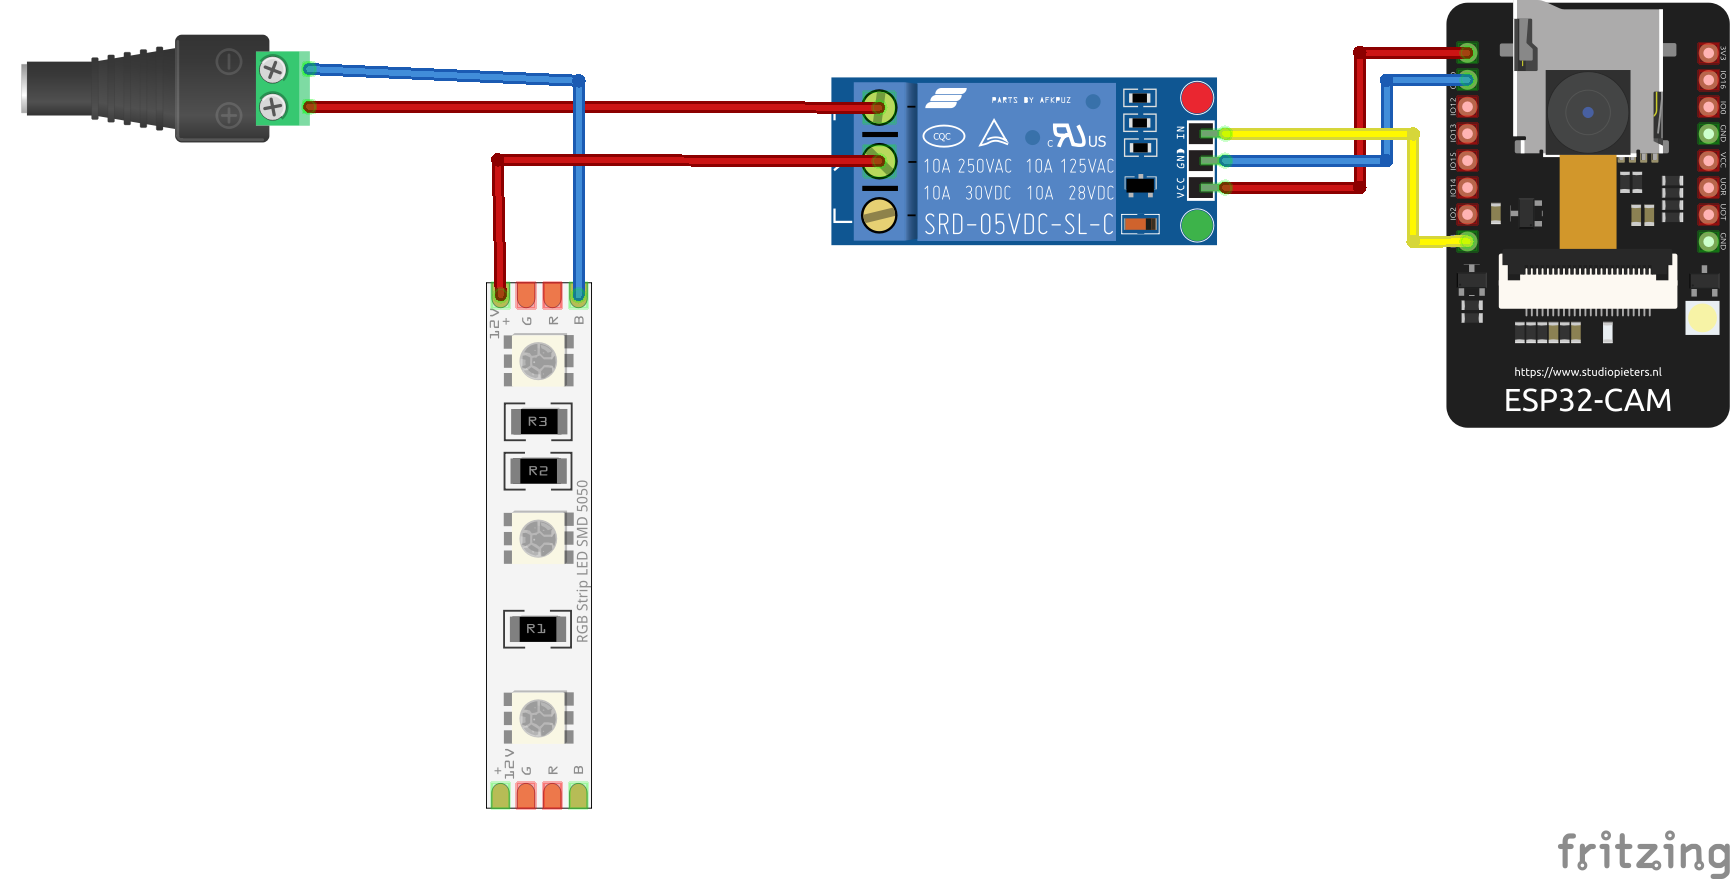 PARTS BY AFKPUZ
CQC
c RU US
10A 250VAC 10A 125VAC
10A 30VDC 10A 28VDC
SRD-05VDC-SL-C
IN
GND
VCC
3V3
IO16
IO0
GND
VCC
UOR
UOT
GND
IO12
IO13
IO15
IO14
IO2
https://www.studiopieters.nl
ESP32-CAM
12V
+ G R B
R3
R2
RGB Strip LED SMD 5050
R1
+ G R B
12V
fritzing